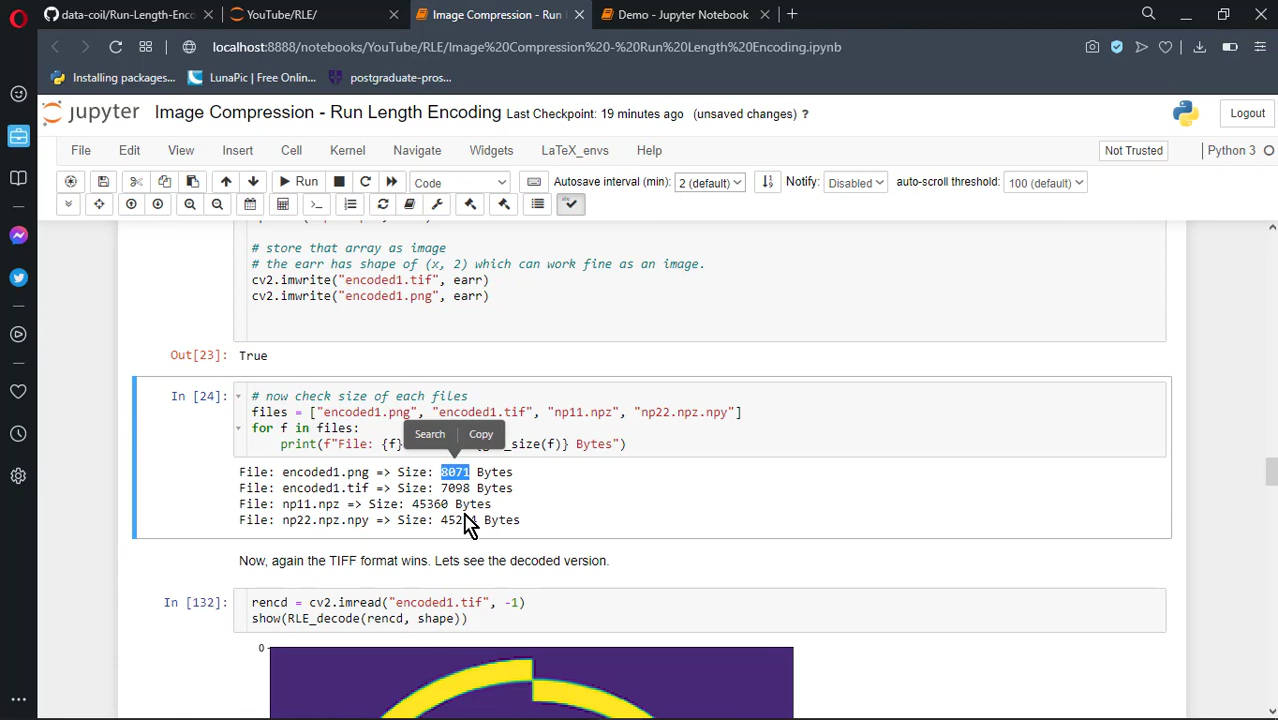 data-coil/Run-Length-Enco
YouTube/RLE/
Image Compression - Run
Demo - Jupyter Notebook
localhost:8888/notebooks/YouTube/RLE/Image%20Compression%20-%20Run%20Length%20Encoding.ipynb
Installing packages...
LunaPic | Free Onlin...
postgraduate-pros...
jupyter
Image Compression - Run Length Encoding
Last Checkpoint: 19 minutes ago
(unsaved changes)
Logout
File
Edit
View
Insert
Cell
Kernel
Navigate
Widgets
LaTeX_envs
Help
Not Trusted
Python 3
Run
Code
Autosave interval (min):
2 (default)
Notify:
Disabled
auto-scroll threshold:
100 (default)
# store that array as image
# the earr has shape of (x, 2) which can work fine as an image.
cv2.imwrite("encoded1.tif", earr)
cv2.imwrite("encoded1.png", earr)
Out[23]: True
In [24]:
# now check size of each files
files = ["encoded1.png", "encoded1.tif", "np11.npz", "np22.npz.npy"]
for f in files:
print(f"File: {f} _size(f)} Bytes")
Search
Copy
File: encoded1.png => Size: 8071 Bytes
File: encoded1.tif => Size: 7098 Bytes
File: np11.npz => Size: 45360 Bytes
File: np22.npz.npy => Size: Bytes
Now, again the TIFF format wins. Lets see the decoded version.
In [132]:
rencd = cv2.imread("encoded1.tif", -1)
show(RLE_decode(rencd, shape))
0